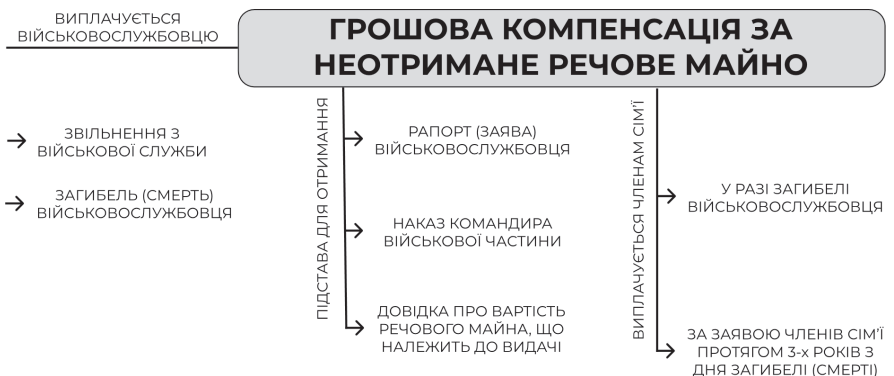 ВИПЛАЧУЄТЬСЯ
ВІЙСЬКОВОСЛУЖБОВЦЮ
ГРОШОВА КОМПЕНСАЦІЯ ЗА
НЕОТРИМАНЕ РЕЧОВЕ МАЙНО
ЗВІЛЬНЕННЯ З
ВІЙСЬКОВОЇ СЛУЖБИ
ЗАГИБЕЛЬ (СМЕРТЬ)
ВІЙСЬКОВОСЛУЖБОВЦЯ
ПІДСТАВА ДЛЯ ОТРИМАННЯ
РАПОРТ (ЗАЯВА)
ВІЙСЬКОВОСЛУЖБОВЦЯ
НАКАЗ КОМАНДИРА
ВІЙСЬКОВОЇ ЧАСТИНИ
ДОВІДКА ПРО ВАРТІСТЬ
РЕЧОВОГО МАЙНА, ЩО
НАЛЕЖИТЬ ДО ВИДАЧІ
ВИПЛАЧУЄТЬСЯ ЧЛЕНАМ СІМ'Ї
У РАЗІ ЗАГИБЕЛІ
ВІЙСЬКОВОСЛУЖБОВЦЯ
ЗА ЗАЯВОЮ ЧЛЕНІВ СІМ'Ї
ПРОТЯГОМ 3-х РОКІВ З
ДНЯ ЗАГИБЕЛІ (СМЕРТІ)